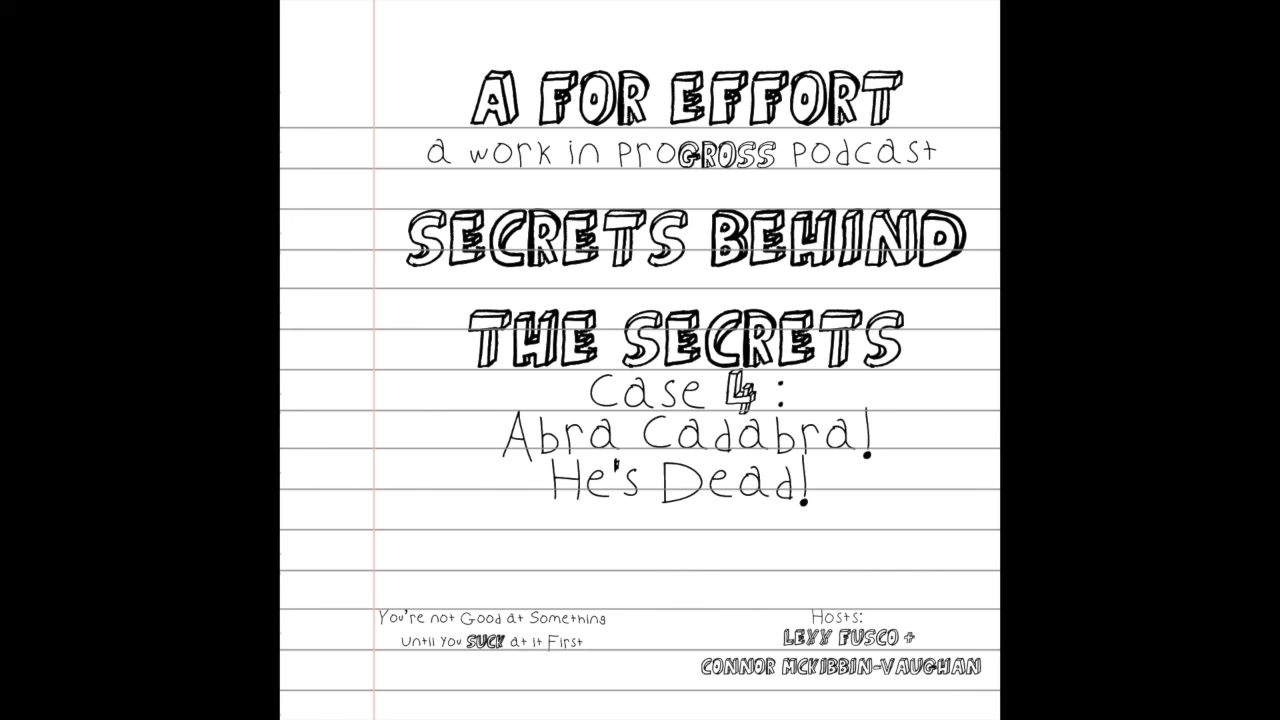 A FOR EFFORT
a work in proGROSS podcast
SECRETS BEHIND
THE SECRETS
Case 4:
Abra Cadabra!
He's Dead!
You're not Good at Something
Until You SUCK at it First
Hosts:
LEXX FUSCO +
CONNOR MCKIBBIN-VAUGHAN